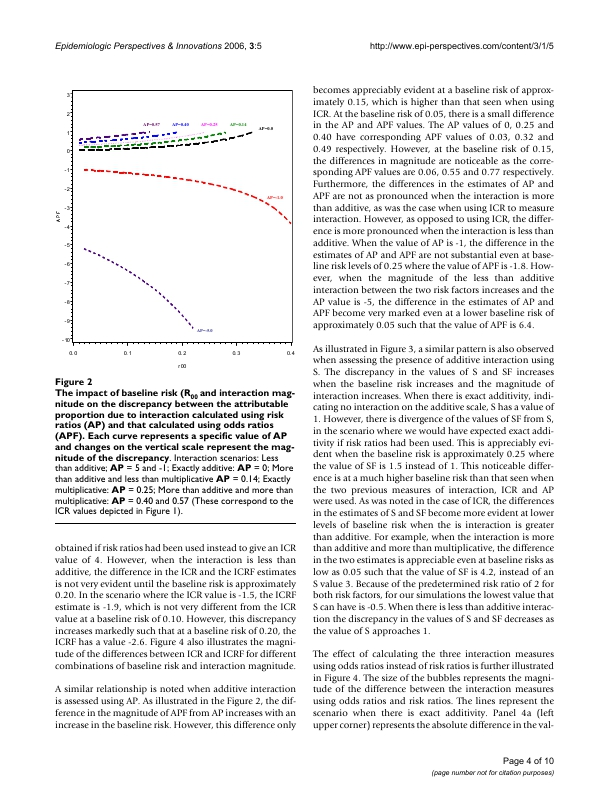 Epidemiologic Perspectives & Innovations 2006, 3:5
http://www.epi-perspectives.com/content/3/1/5
3
2
1
0
-1
-2
-3
-4
-5
-6
-7
-8
-9
-10
APF
AP=0.57
AP=0.40
AP=0.25
AP=0.14
AP=0.0
AP=-1.0
AP=-5.0
0.0
0.1
0.2
0.3
0.4
r00
Figure 2
The impact of baseline risk (R00 and interaction mag-
nitude on the discrepancy between the attributable
proportion due to interaction calculated using risk
ratios (AP) and that calculated using odds ratios
(APF). Each curve represents a specific value of AP
and changes on the vertical scale represent the mag-
nitude of the discrepancy. Interaction scenarios: Less
than additive; AP = 5 and -1; Exactly additive: AP = 0; More
than additive and less than multiplicative AP = 0.14; Exactly
multiplicative: AP = 0.25; More than additive and more than
multiplicative: AP = 0.40 and 0.57 (These correspond to the
ICR values depicted in Figure 1).
obtained if risk ratios had been used instead to give an ICR
value of 4. However, when the interaction is less than
additive, the difference in the ICR and the ICRF estimates
is not very evident until the baseline risk is approximately
0.20. In the scenario where the ICR value is -1.5, the ICRF
estimate is -1.9, which is not very different from the ICR
value at a baseline risk of 0.10. However, this discrepancy
increases markedly such that at a baseline risk of 0.20, the
ICRF has a value -2.6. Figure 4 also illustrates the magni-
tude of the differences between ICR and ICRF for different
combinations of baseline risk and interaction magnitude.
A similar relationship is noted when additive interaction
is assessed using AP. As illustrated in the Figure 2, the dif-
ference in the magnitude of APF from AP increases with an
increase in the baseline risk. However, this difference only
becomes appreciably evident at a baseline risk of approx-
imately 0.15, which is higher than that seen when using
ICR. At the baseline risk of 0.05, there is a small difference
in the AP and APF values. The AP values of 0, 0.25 and
0.40 have corresponding APF values of 0.03, 0.32 and
0.49 respectively. However, at the baseline risk of 0.15,
the differences in magnitude are noticeable as the corre-
sponding APF values are 0.06, 0.55 and 0.77 respectively.
Furthermore, the differences in the estimates of AP and
APF are not as pronounced when the interaction is more
than additive, as was the case when using ICR to measure
interaction. However, as opposed to using ICR, the differ-
ence is more pronounced when the interaction is less than
additive. When the value of AP is -1, the difference in the
estimates of AP and APF are not substantial even at base-
line risk levels of 0.25 where the value of APF is -1.8. How-
ever, when the magnitude of the less than additive
interaction between the two risk factors increases and the
AP value is -5, the difference in the estimates of AP and
APF become very marked even at a lower baseline risk of
approximately 0.05 such that the value of APF is 6.4.
As illustrated in Figure 3, a similar pattern is also observed
when assessing the presence of additive interaction using
S. The discrepancy in the values of S and SF increases
when the baseline risk increases and the magnitude of
interaction increases. When there is exact additivity, indi-
cating no interaction on the additive scale, S has a value of
1. However, there is divergence of the values of SF from S,
in the scenario where we would have expected exact addi-
tivity if risk ratios had been used. This is appreciably evi-
dent when the baseline risk is approximately 0.25 where
the value of SF is 1.5 instead of 1. This noticeable differ-
ence is at a much higher baseline risk than that seen when
the two previous measures of interaction, ICR and AP
were used. As was noted in the case of ICR, the differences
in the estimates of S and SF become more evident at lower
levels of baseline risk when the is interaction is greater
than additive. For example, when the interaction is more
than additive and more than multiplicative, the difference
in the two estimates is appreciable even at baseline risks as
low as 0.05 such that the value of SF is 4.2, instead of an
S value 3. Because of the predetermined risk ratio of 2 for
both risk factors, for our simulations the lowest value that
S can have is -0.5. When there is less than additive interac-
tion the discrepancy in the values of S and SF decreases as
the value of S approaches 1.
The effect of calculating the three interaction measures
using odds ratios instead of risk ratios is further illustrated
in Figure 4. The size of the bubbles represents the magni-
tude of the difference between the interaction measures
using odds ratios and risk ratios. The lines represent the
scenario when there is exact additivity. Panel 4a (left
upper corner) represents the absolute difference in the val-
Page 4 of 10
(page number not for citation purposes)